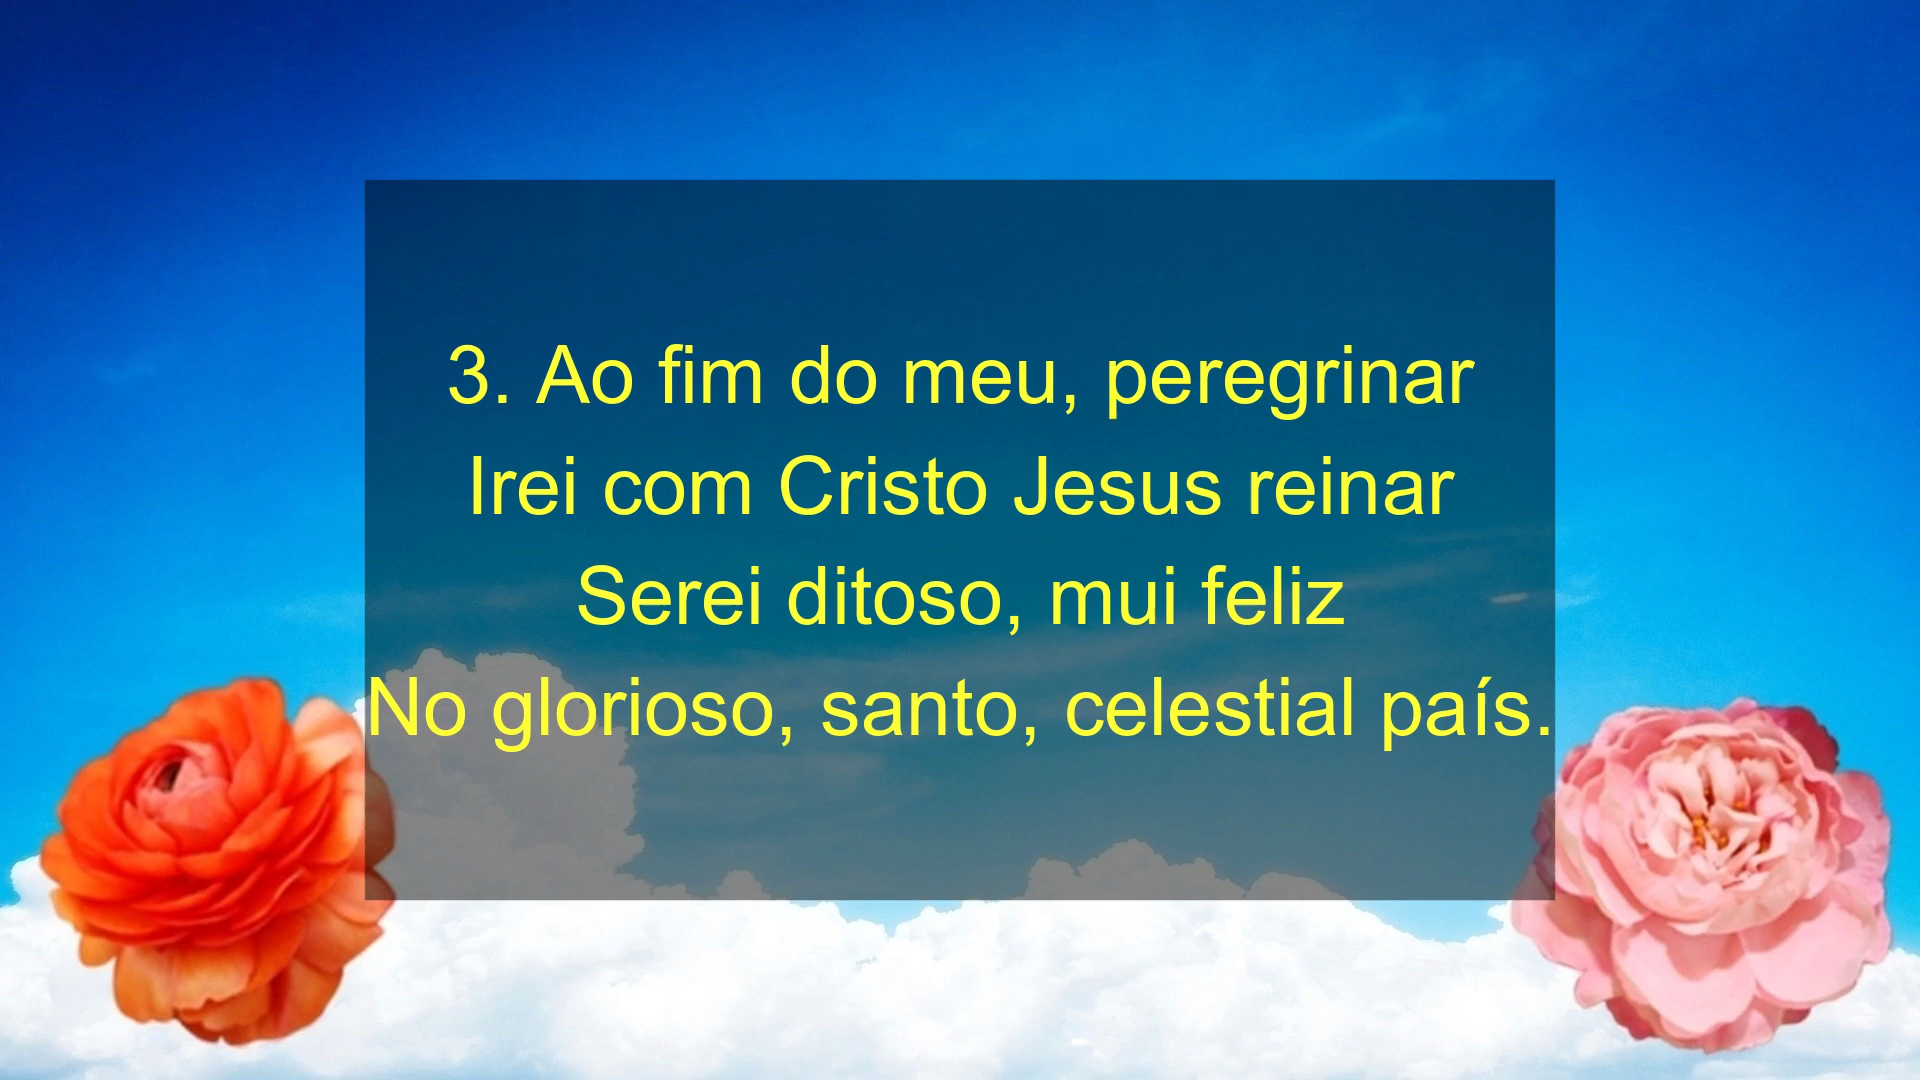 3. Ao fim do meu, peregrinar
Irei com Cristo Jesus reinar
Serei ditoso, mui feliz
No glorioso, santo, celestial país.